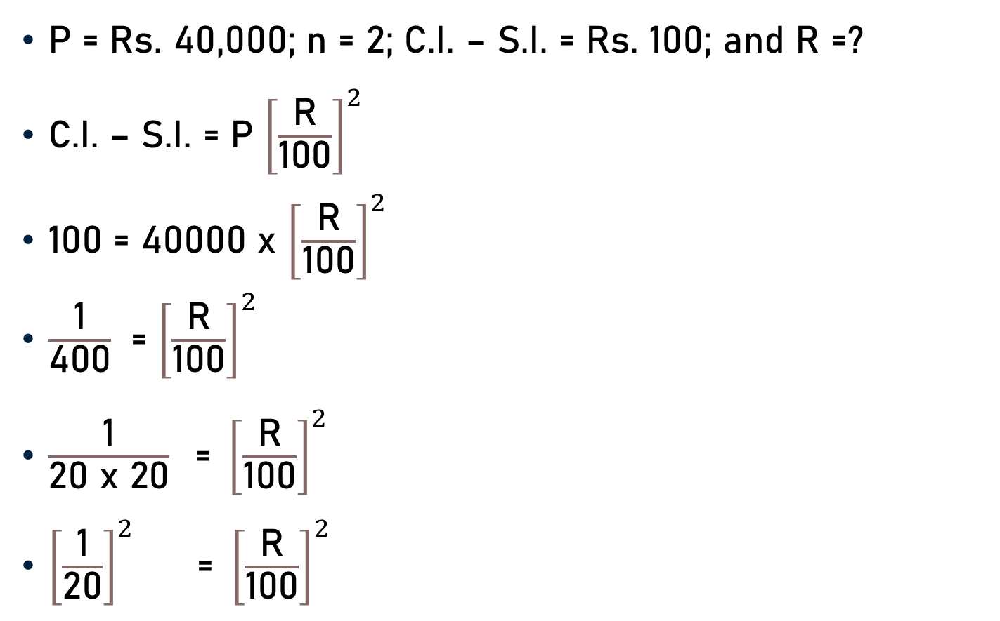 • P = Rs. 40,000; n = 2; C.I. – S.I. = Rs. 100; and R =?
• C.I. – S.I. = P [R/100]²
• 100 = 40000 x [R/100]²
• 1/400 = [R/100]²
• 1/(20 x 20) = [R/100]²
• [1/20]² = [R/100]²